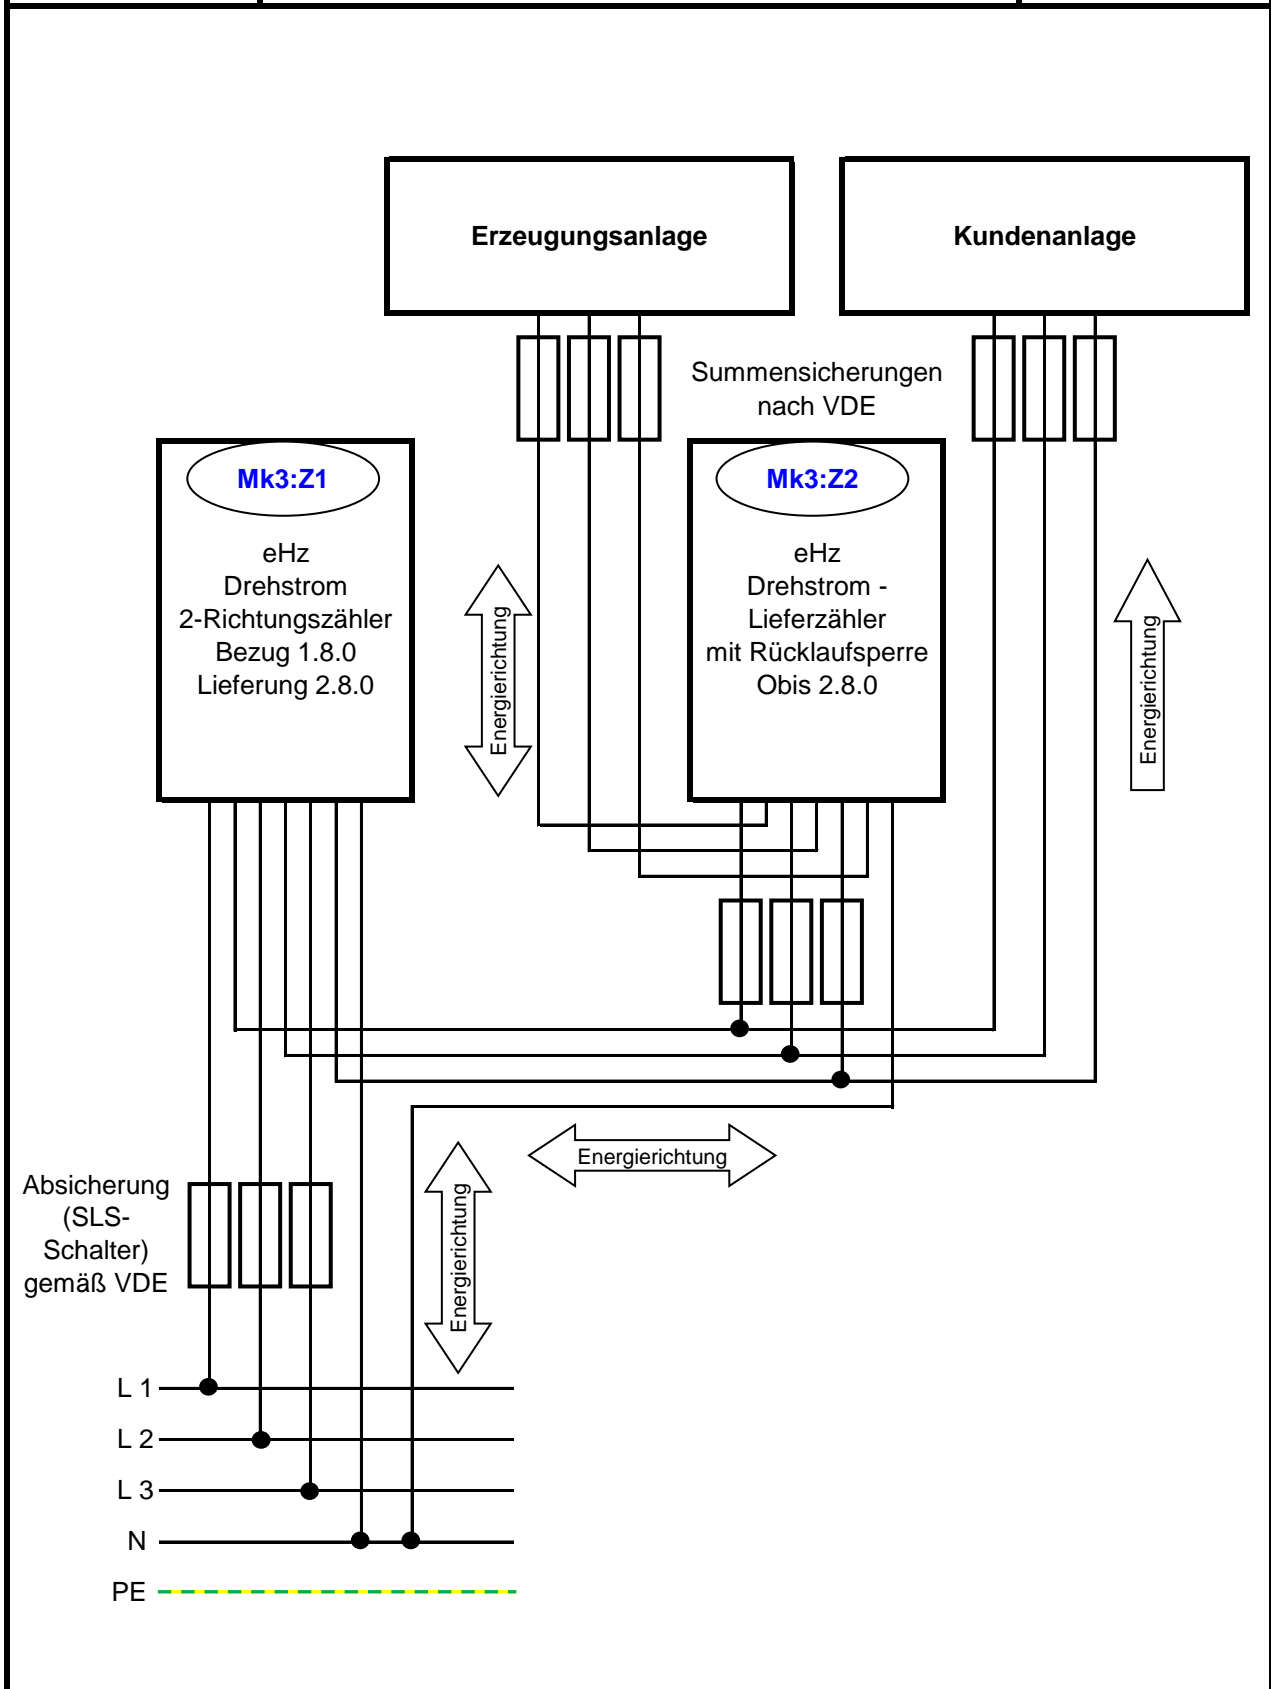 Erzeugungsanlage
Kundenanlage
Summensicherungen
nach VDE
Mk3:Z1
eHz
Drehstrom
2-Richtungszähler
Bezug 1.8.0
Lieferung 2.8.0
Energierichtung
Mk3:Z2
eHz
Drehstrom -
Lieferzähler
mit Rücklaufsperre
Obis 2.8.0
Energierichtung
Energierichtung
Energierichtung
Absicherung
(SLS-
Schalter)
gemäß VDE
L 1
L 2
L 3
N
PE